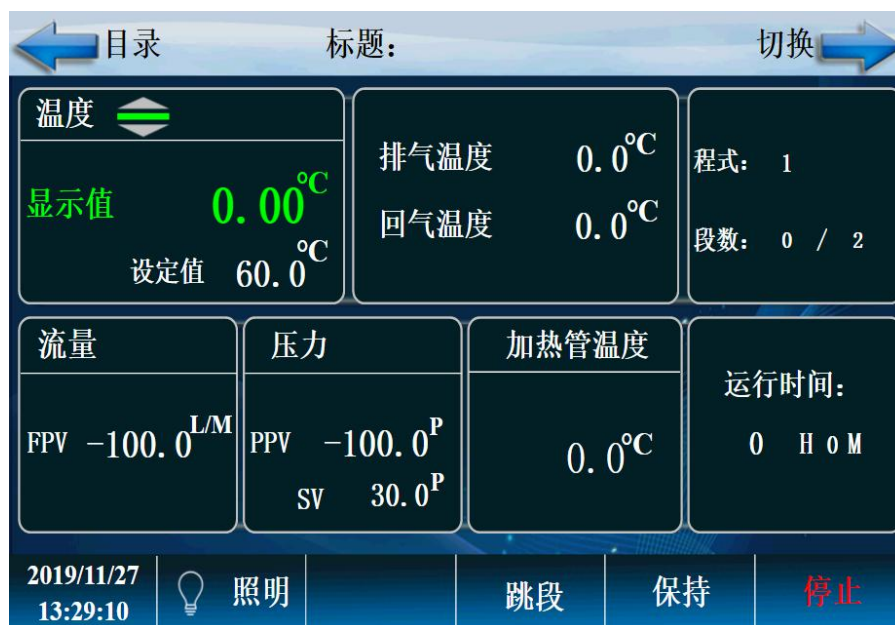 目录 标题： 切换
温度
显示值 0.00℃
设定值 60.0℃
排气温度 0.0℃
回气温度 0.0℃
程式： 1
段数： 0 / 2
流量
FPV -100.0 L/M
压力
PPV -100.0 P
SV 30.0 P
加热管温度
0.0℃
运行时间：
0 H 0 M
2019/11/27
13:29:10
照明
跳段
保持
停止